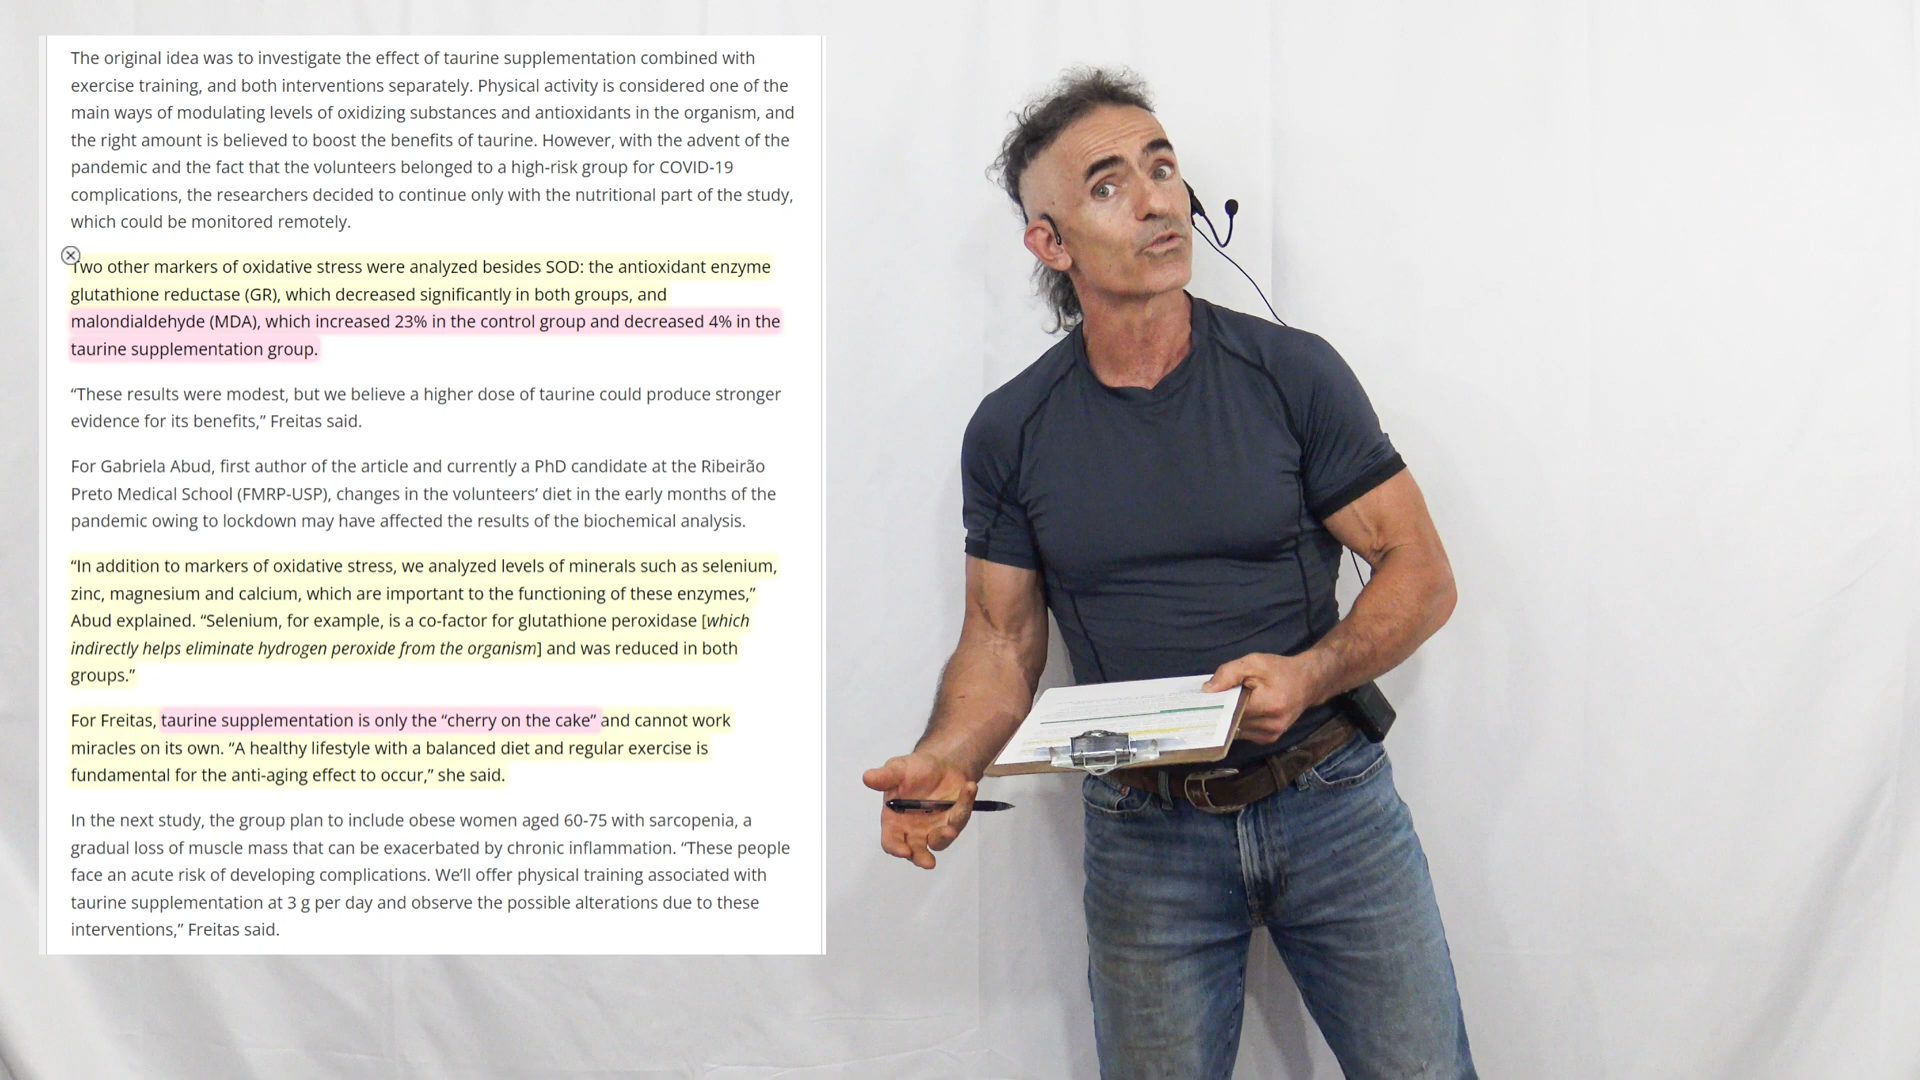 The original idea was to investigate the effect of taurine supplementation combined with
exercise training, and both interventions separately. Physical activity is considered one of the
main ways of modulating levels of oxidizing substances and antioxidants in the organism, and
the right amount is believed to boost the benefits of taurine. However, with the advent of the
pandemic and the fact that the volunteers belonged to a high-risk group for COVID-19
complications, the researchers decided to continue only with the nutritional part of the study,
which could be monitored remotely.
Two other markers of oxidative stress were analyzed besides SOD: the antioxidant enzyme
glutathione reductase (GR), which decreased significantly in both groups, and
malondialdehyde (MDA), which increased 23% in the control group and decreased 4% in the
taurine supplementation group.
“These results were modest, but we believe a higher dose of taurine could produce stronger
evidence for its benefits,” Freitas said.
For Gabriela Abud, first author of the article and currently a PhD candidate at the Ribeirão
Preto Medical School (FMRP-USP), changes in the volunteers’ diet in the early months of the
pandemic owing to lockdown may have affected the results of the biochemical analysis.
“In addition to markers of oxidative stress, we analyzed levels of minerals such as selenium,
zinc, magnesium and calcium, which are important to the functioning of these enzymes,”
Abud explained. “Selenium, for example, is a co-factor for glutathione peroxidase [which
indirectly helps eliminate hydrogen peroxide from the organism] and was reduced in both
groups.”
For Freitas, taurine supplementation is only the “cherry on the cake” and cannot work
miracles on its own. “A healthy lifestyle with a balanced diet and regular exercise is
fundamental for the anti-aging effect to occur,” she said.
In the next study, the group plan to include obese women aged 60-75 with sarcopenia, a
gradual loss of muscle mass that can be exacerbated by chronic inflammation. “These people
face an acute risk of developing complications. We’ll offer physical training associated with
taurine supplementation at 3 g per day and observe the possible alterations due to these
interventions,” Freitas said.